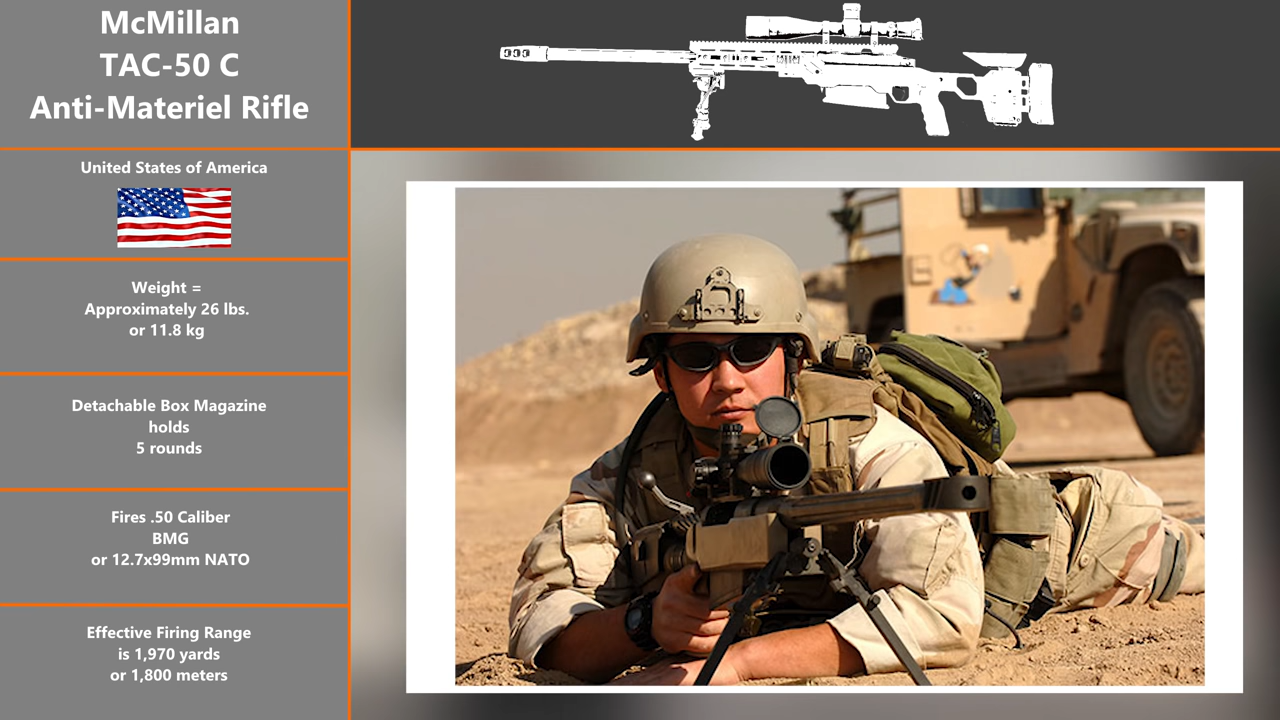 McMillan
TAC-50 C
Anti-Materiel Rifle
United States of America
Weight =
Approximately 26 lbs.
or 11.8 kg
Detachable Box Magazine
holds
5 rounds
Fires .50 Caliber
BMG
or 12.7x99mm NATO
Effective Firing Range
is 1,970 yards
or 1,800 meters